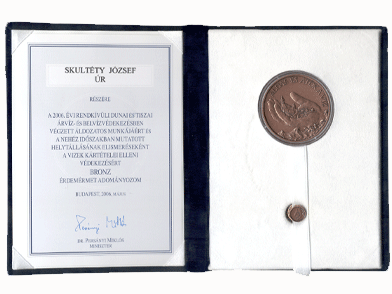 SKULTÉTY JÓZSEF
ÚR
RÉSZÉRE
A 2006. ÉVI RENDKÍVÜLI DUNAI ÉS TISZAI
ÁRVÍZ- ÉS BELVÍZVÉDEKEZÉSBEN
VÉGZETT ÁLDOZATOS MUNKÁJÁÉRT ÉS
A NEHÉZ IDŐSZAKBAN MUTATOTT
HELYTÁLLÁSÁNAK ELISMERÉSEKÉNT
A VIZEK KÁRTÉTELEI ELLENI
VÉDEKEZÉSÉRT
BRONZ
ÉRDEMÉRMET ADOMÁNYOZOM
BUDAPEST, 2006. MÁJUS
DR. PERSÁNYI MIKLÓS
MINISZTER